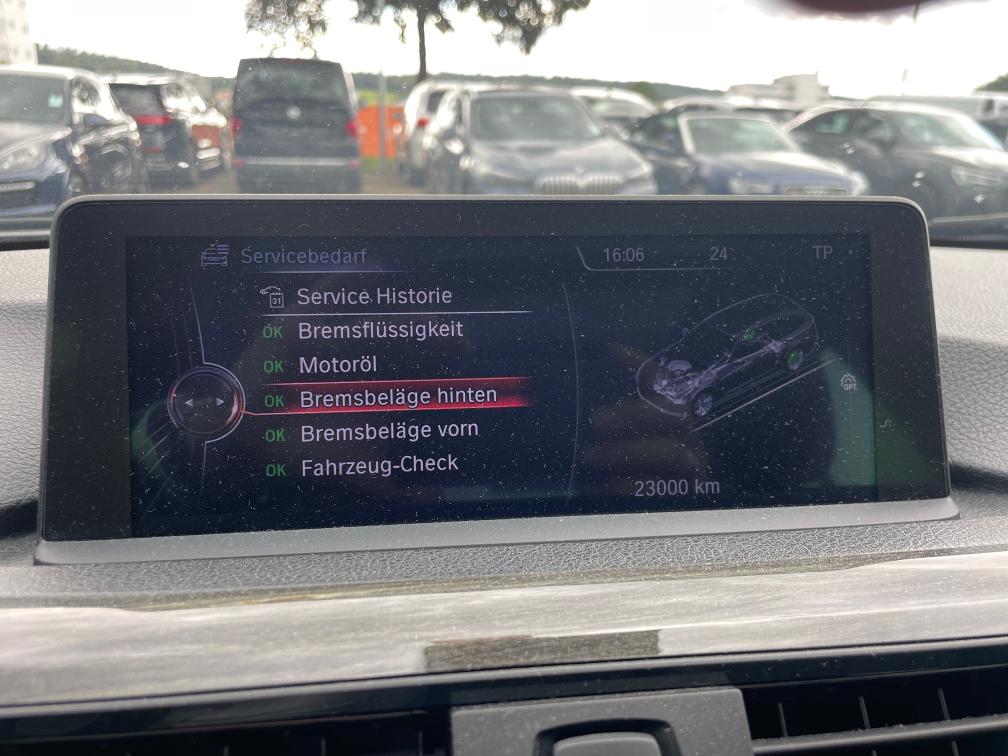 Servicebedarf 16:06 24 TP
31 Service Historie
OK Bremsflüssigkeit
OK Motoröl
OK Bremsbeläge hinten
OK Bremsbeläge vorn
OK Fahrzeug-Check
23000 km